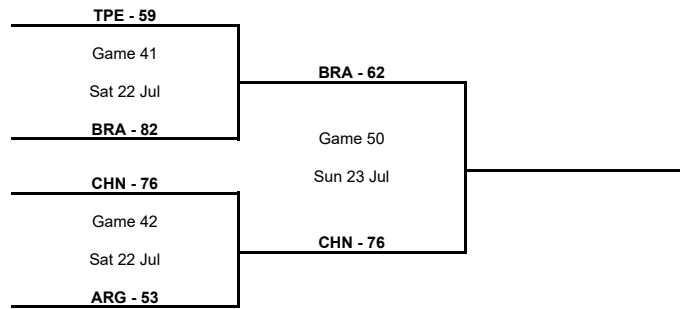 TPE - 59
Game 41
Sat 22 Jul
BRA - 82
CHN - 76
Game 42
Sat 22 Jul
ARG - 53
BRA - 62
Game 50
Sun 23 Jul
CHN - 76